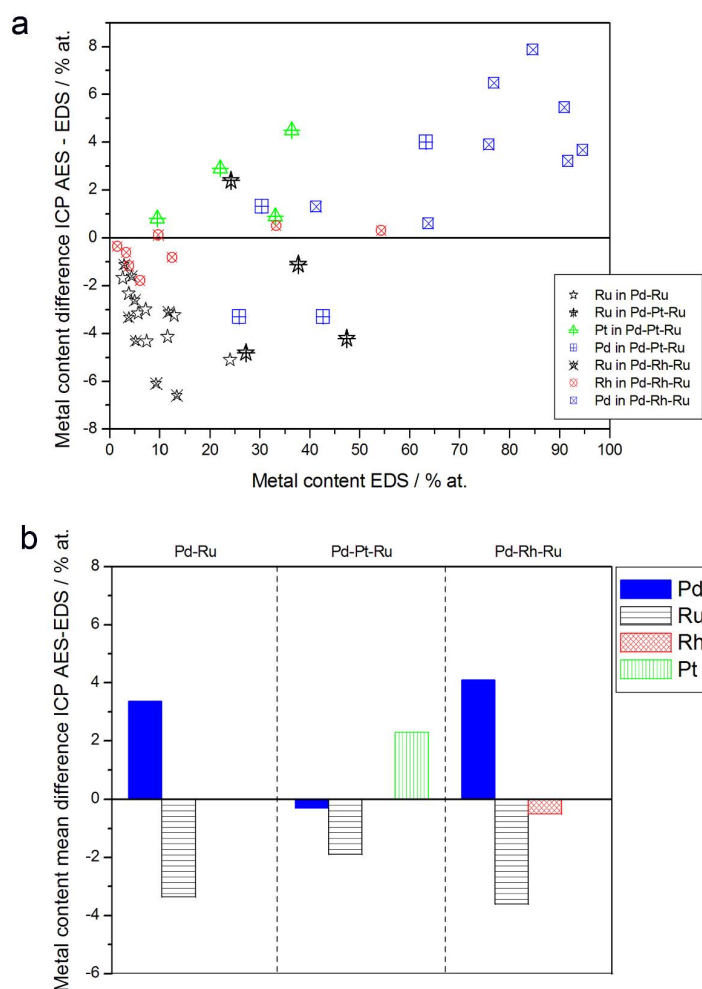 a
Metal content difference ICP AES - EDS / % at.
8
6
4
2
0
-2
-4
-6
-8
0 10 20 30 40 50 60 70 80 90 100
Metal content EDS / % at.
Ru in Pd-Ru
Ru in Pd-Pt-Ru
Pt in Pd-Pt-Ru
Pd in Pd-Pt-Ru
Ru in Pd-Rh-Ru
Rh in Pd-Rh-Ru
Pd in Pd-Rh-Ru
b
Metal content mean difference ICP AES-EDS / % at.
Pd-Ru Pd-Pt-Ru Pd-Rh-Ru
8
6
4
2
0
-2
-4
-6
Pd
Ru
Rh
Pt